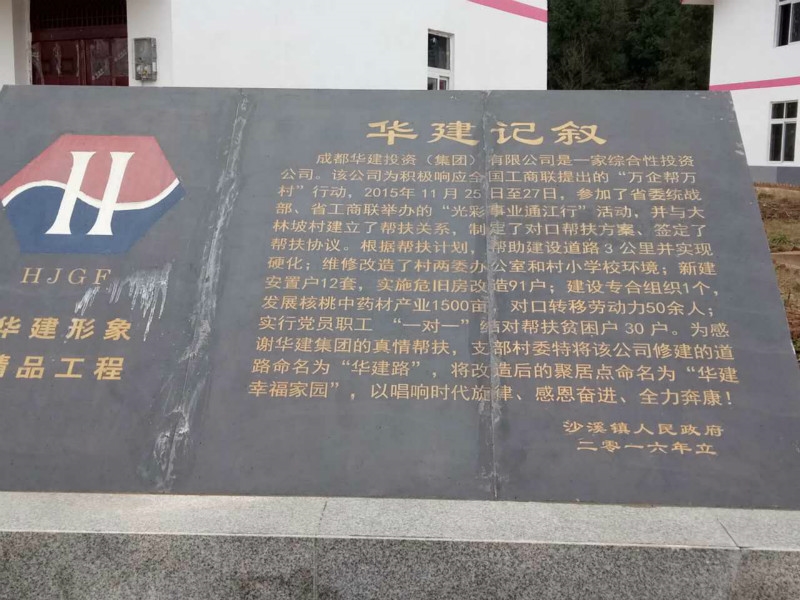 华建记叙
成都华建投资（集团）有限公司是一家综合性投资
公司。该公司为积极响应全国工商联提出的“万企帮万
村”行动，2015年11月25日至27日，参加了省委统战
部、省工商联举办的“光彩事业通江行”活动，并与大
林坡村建立了帮扶关系，制定了对口帮扶方案、签定了
帮扶协议。根据帮扶计划，帮助建设道路3公里并实现
硬化；维修改造了村两委办公室和村小学校环境；新建
安置户12套，实施危旧房改造91户；建设专合组织1个，
发展核桃中药材产业1500亩，对口转移劳动力50余人；
实行党员职工“一对一”结对帮扶贫困户30户。为感
谢华建集团的真情帮扶，支部村委特将该公司修建的道
路命名为“华建路”，将改造后的聚居点命名为“华建
幸福家园”，以唱响时代旋律、感恩奋进、全力奔康！
沙溪镇人民政府
二零一六年立
H
HJGF
华建形象
精品工程